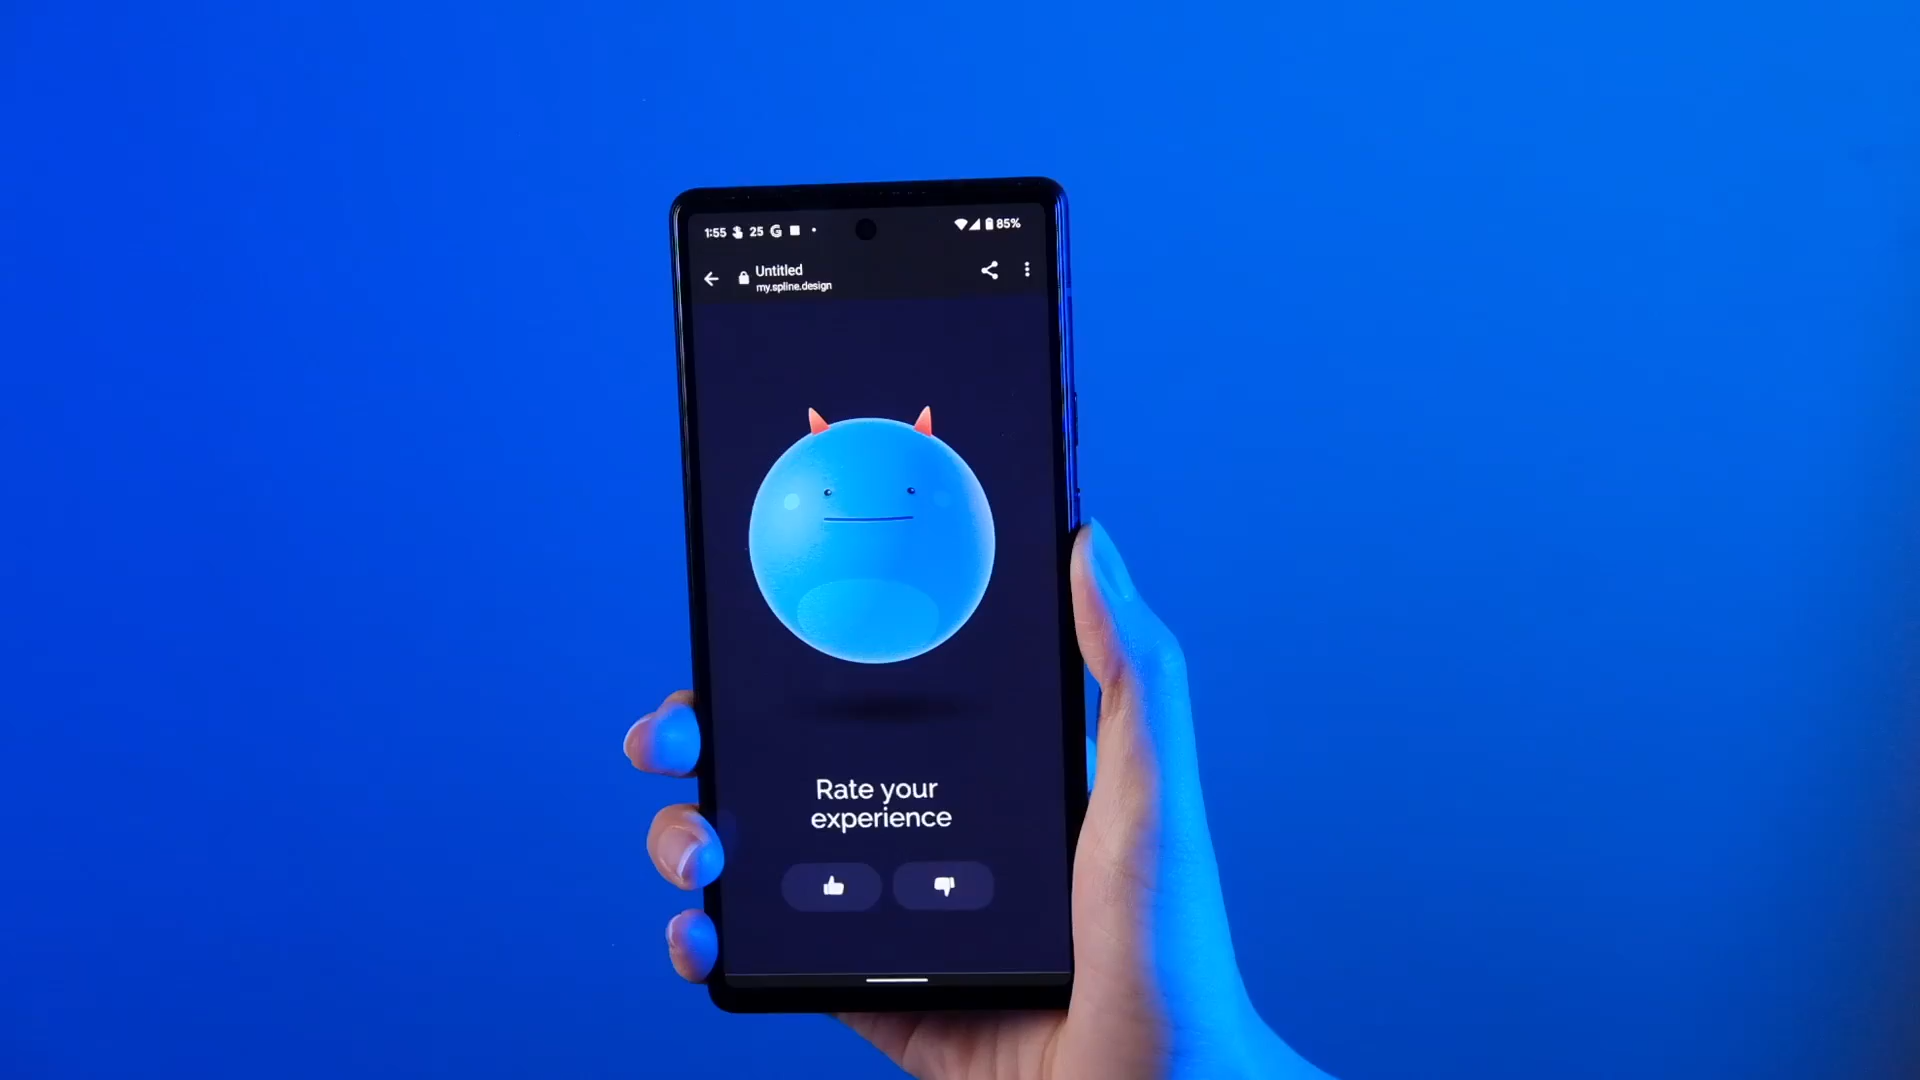 1:55 25 G 85%
Untitled
my.spline.design
Rate your
experience